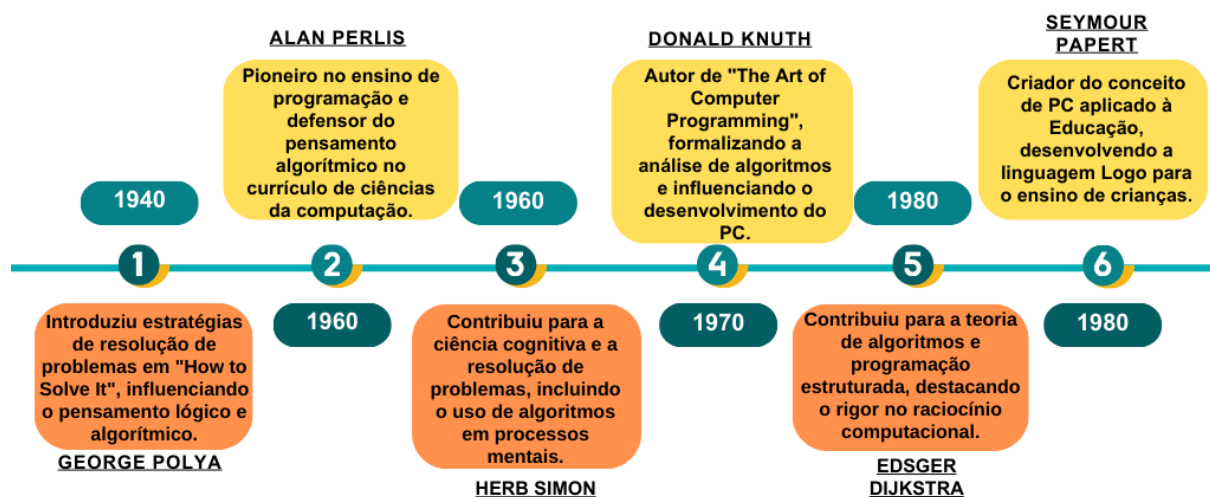 1940
1
Introduziu estratégias
de resolução de
problemas em "How to
Solve It", influenciando
o pensamento lógico e
algorítmico.
GEORGE POLYA
ALAN PERLIS
Pioneiro no ensino de
programação e
defensor do
pensamento
algorítmico no
currículo de ciências
da computação.
2
1960
1960
3
Contribuiu para a
ciência cognitiva e a
resolução de
problemas, incluindo
o uso de algoritmos
em processos
mentais.
HERB SIMON
DONALD KNUTH
Autor de "The Art of
Computer
Programming",
formalizando a
análise de algoritmos
e influenciando o
desenvolvimento do
PC.
4
1970
1980
5
Contribuiu para a teoria
de algoritmos e
programação
estruturada, destacando
o rigor no raciocínio
computacional.
EDSGER
DIJKSTRA
SEYMOUR
PAPERT
Criador do conceito
de PC aplicado à
Educação,
desenvolvendo a
linguagem Logo para
o ensino de crianças.
6
1980